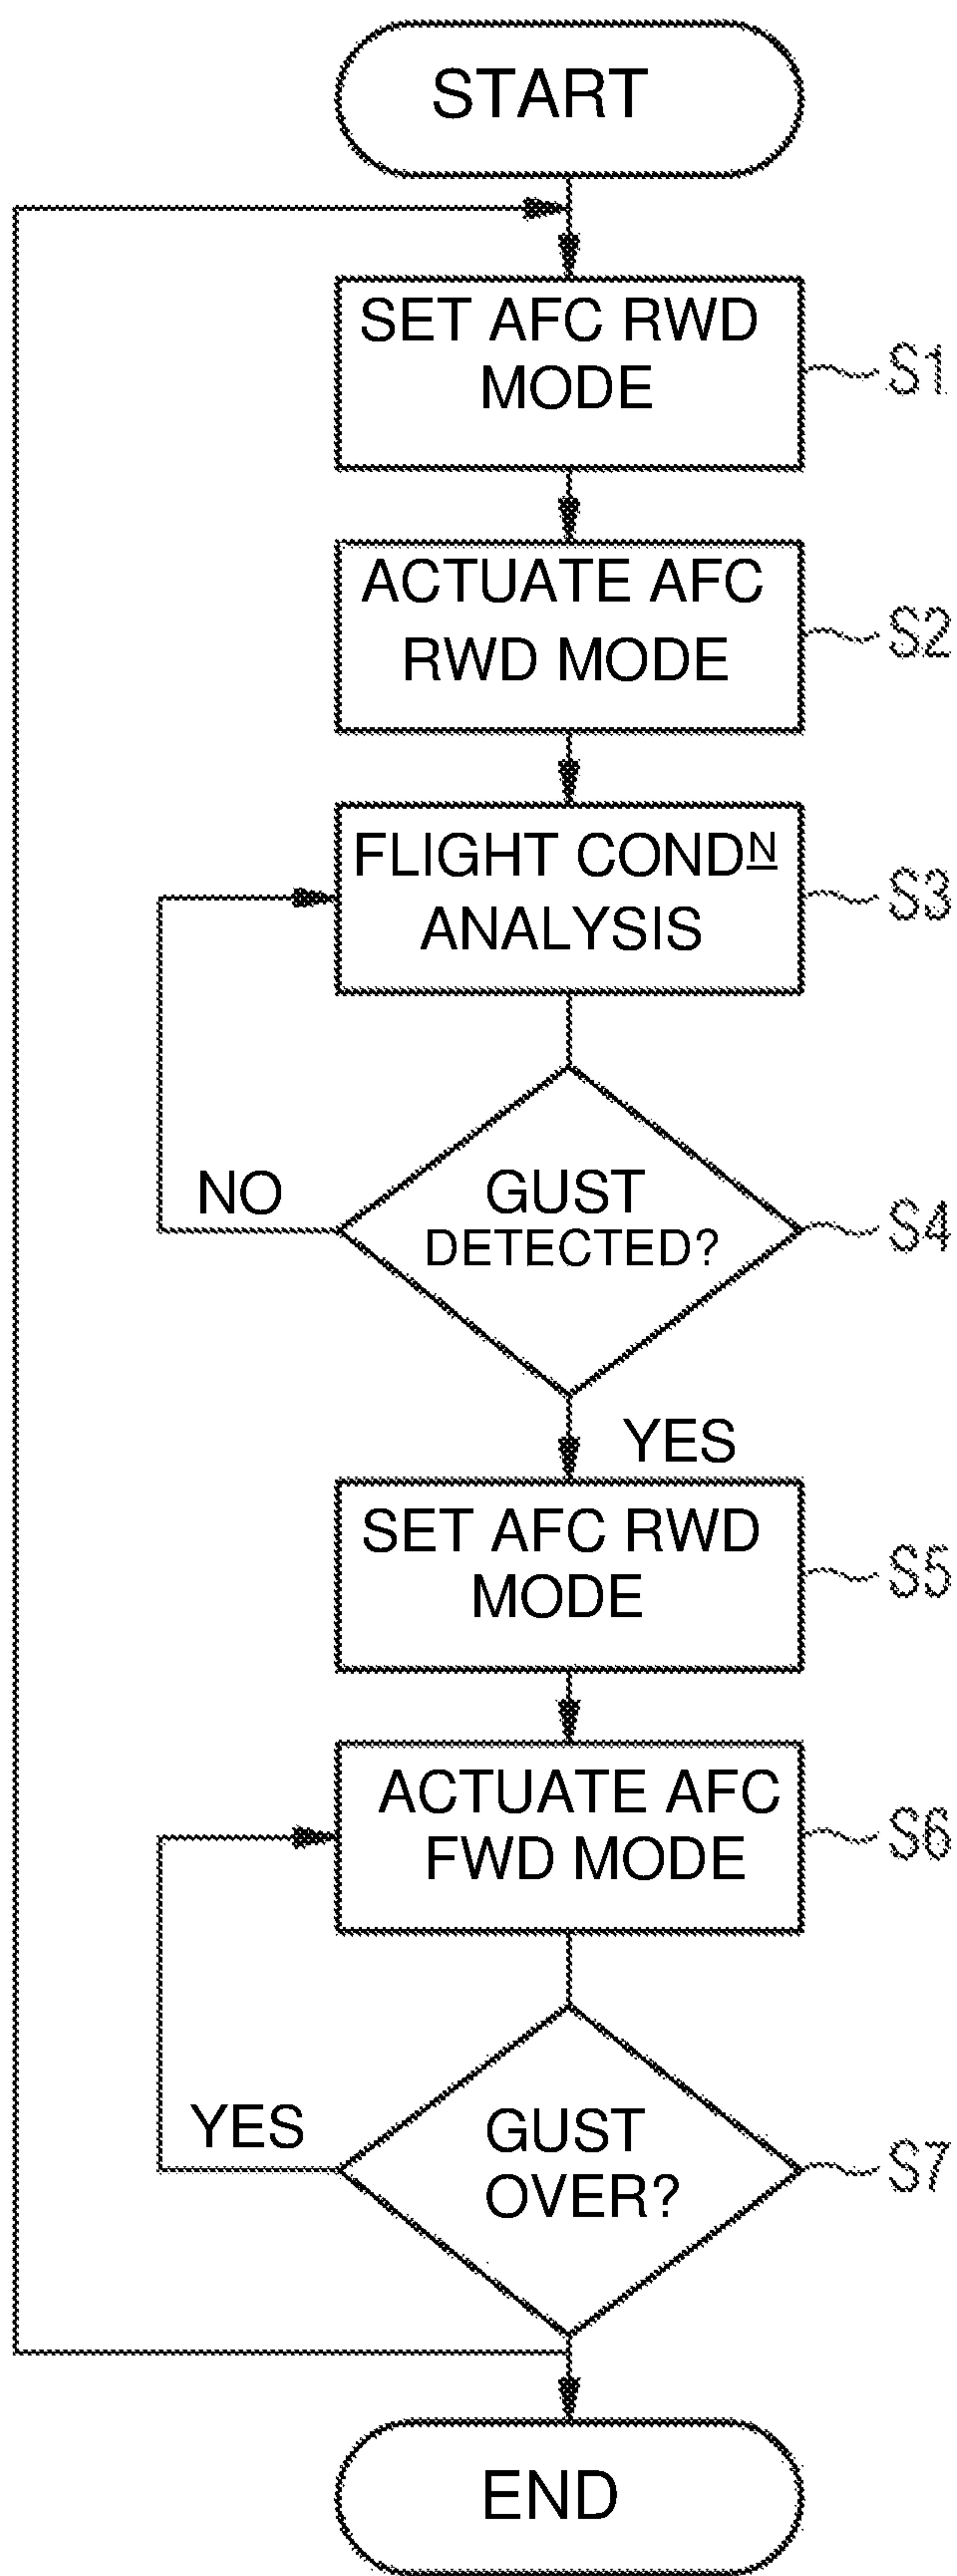 START
SET AFC RWD
MODE
S1
ACTUATE AFC
RWD MODE
S2
FLIGHT CONDN
ANALYSIS
S3
NO
GUST
DETECTED?
S4
YES
SET AFC RWD
MODE
S5
ACTUATE AFC
FWD MODE
S6
YES
GUST
OVER?
S7
END